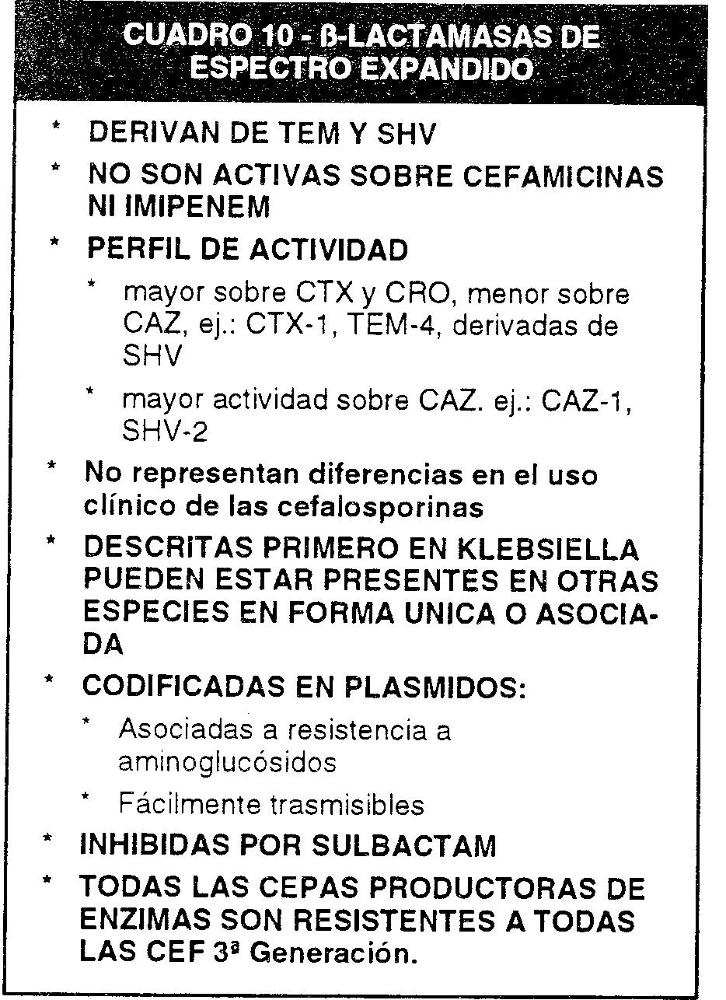 CUADRO 10 - β-LACTAMASAS DE
ESPECTRO EXPANDIDO
* DERIVAN DE TEM Y SHV
* NO SON ACTIVAS SOBRE CEFAMICINAS
NI IMIPENEM
* PERFIL DE ACTIVIDAD
* mayor sobre CTX y CRO, menor sobre
CAZ, ej.: CTX-1, TEM-4, derivadas de
SHV
* mayor actividad sobre CAZ. ej.: CAZ-1,
SHV-2
* No representan diferencias en el uso
clínico de las cefalosporinas
* DESCRITAS PRIMERO EN KLEBSIELLA
PUEDEN ESTAR PRESENTES EN OTRAS
ESPECIES EN FORMA UNICA O ASOCIA-
DA
* CODIFICADAS EN PLASMIDOS:
* Asociadas a resistencia a
aminoglucósidos
* Fácilmente trasmisibles
* INHIBIDAS POR SULBACTAM
* TODAS LAS CEPAS PRODUCTORAS DE
ENZIMAS SON RESISTENTES A TODAS
LAS CEF 3ª Generación.